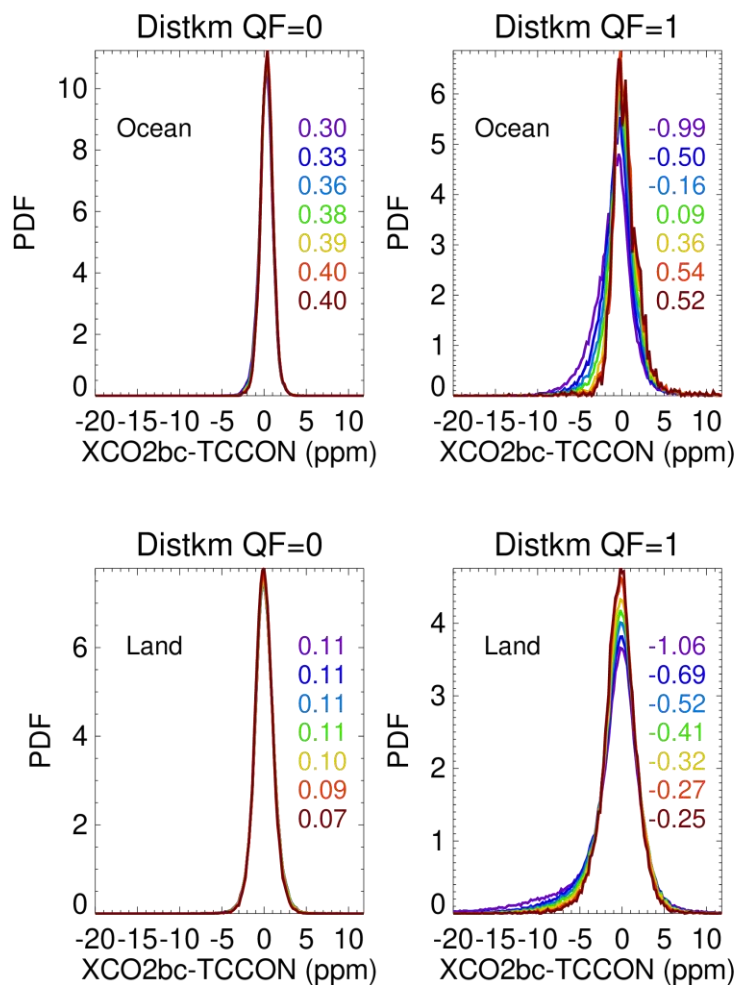 Distkm QF=0
PDF
10
8
6
4
2
0
Ocean
0.30
0.33
0.36
0.38
0.39
0.40
0.40
-20-15-10 -5 0 5 10
XCO2bc-TCCON (ppm)
Distkm QF=1
PDF
6
5
4
3
2
1
0
Ocean
-0.99
-0.50
-0.16
0.09
0.36
0.54
0.52
-20-15-10 -5 0 5 10
XCO2bc-TCCON (ppm)
Distkm QF=0
PDF
6
4
2
0
Land
0.11
0.11
0.11
0.11
0.10
0.09
0.07
-20-15-10 -5 0 5 10
XCO2bc-TCCON (ppm)
Distkm QF=1
PDF
4
3
2
1
0
Land
-1.06
-0.69
-0.52
-0.41
-0.32
-0.27
-0.25
-20-15-10 -5 0 5 10
XCO2bc-TCCON (ppm)